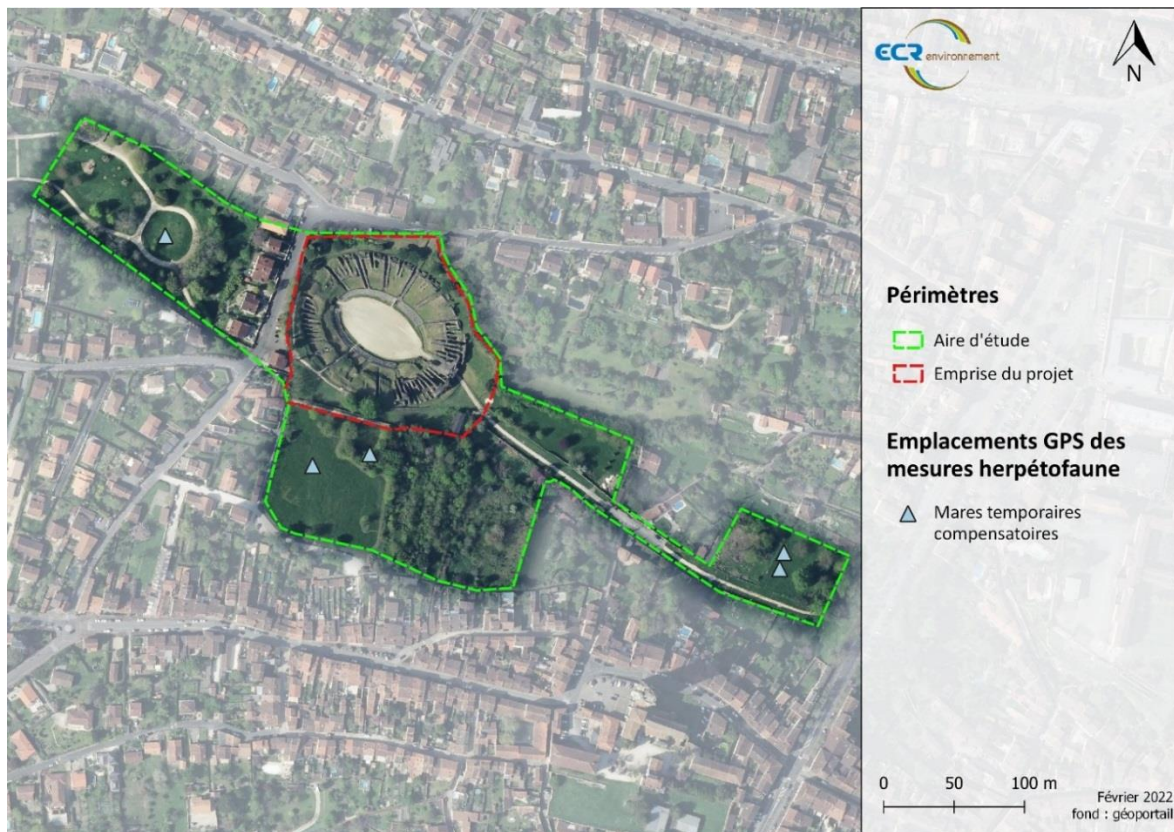 ECR environnement
N
Périmètres
Aire d'étude
Emprise du projet
Emplacements GPS des
mesures herpétofaune
Mares temporaires
compensatoires
0 50 100 m
Février 2022
fond : géoportail